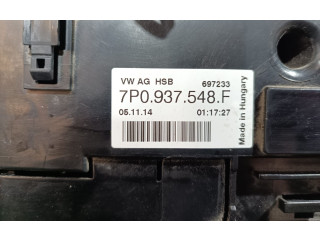 VW AG HSB 697233
7P0.937.548.F
05.11.14 01:17:27
Made in Hungary